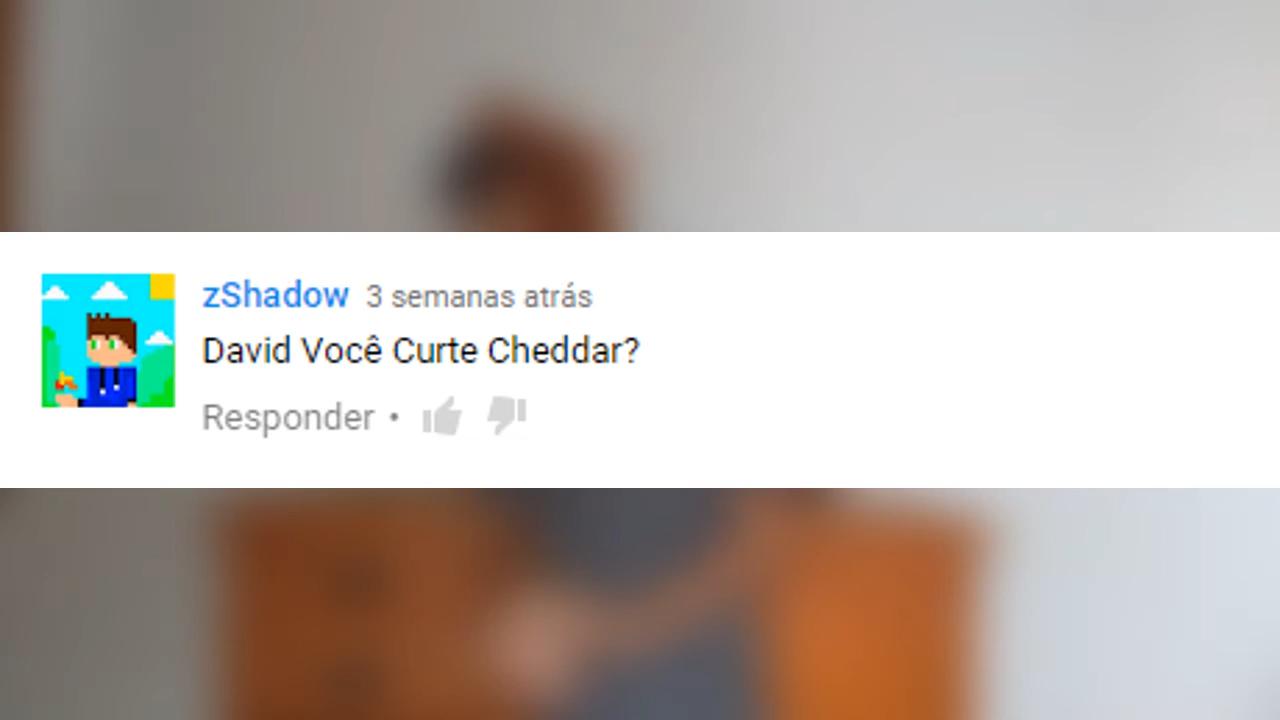 zShadow 3 semanas atrás
David Você Curte Cheddar?
Responder •